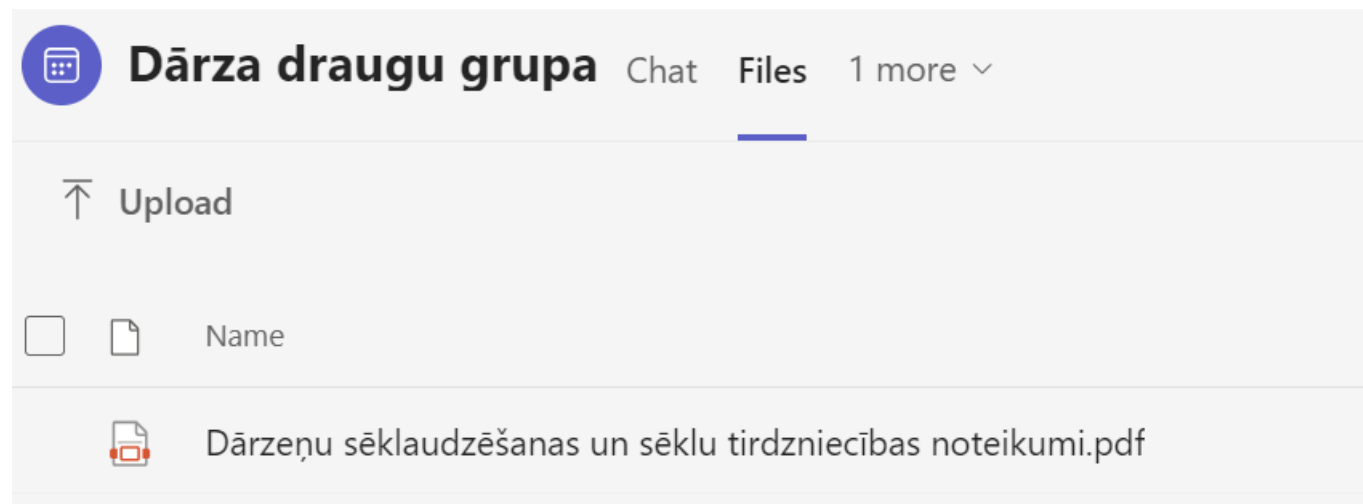 Dārza draugu grupa Chat Files 1 more
Upload
Name
Dārzeņu sēklaudzēšanas un sēklu tirdzniecības noteikumi.pdf